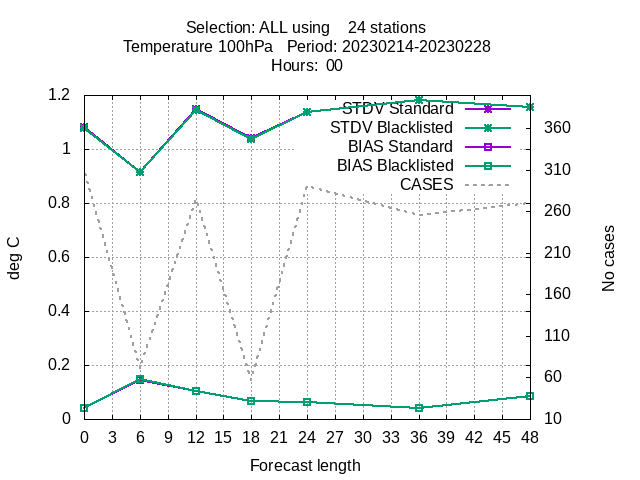 Selection: ALL using    24 stations
Temperature 100hPa   Period: 20230214-20230228
Hours:  00
1.2
1
0.8
0.6
0.4
0.2
0
deg C
STDV Standard
STDV Blacklisted
BIAS Standard
BIAS Blacklisted
CASES
360
310
260
210
160
110
60
10
No cases
0 3 6 9 12 15 18 21 24 27 30 33 36 39 42 45 48
Forecast length